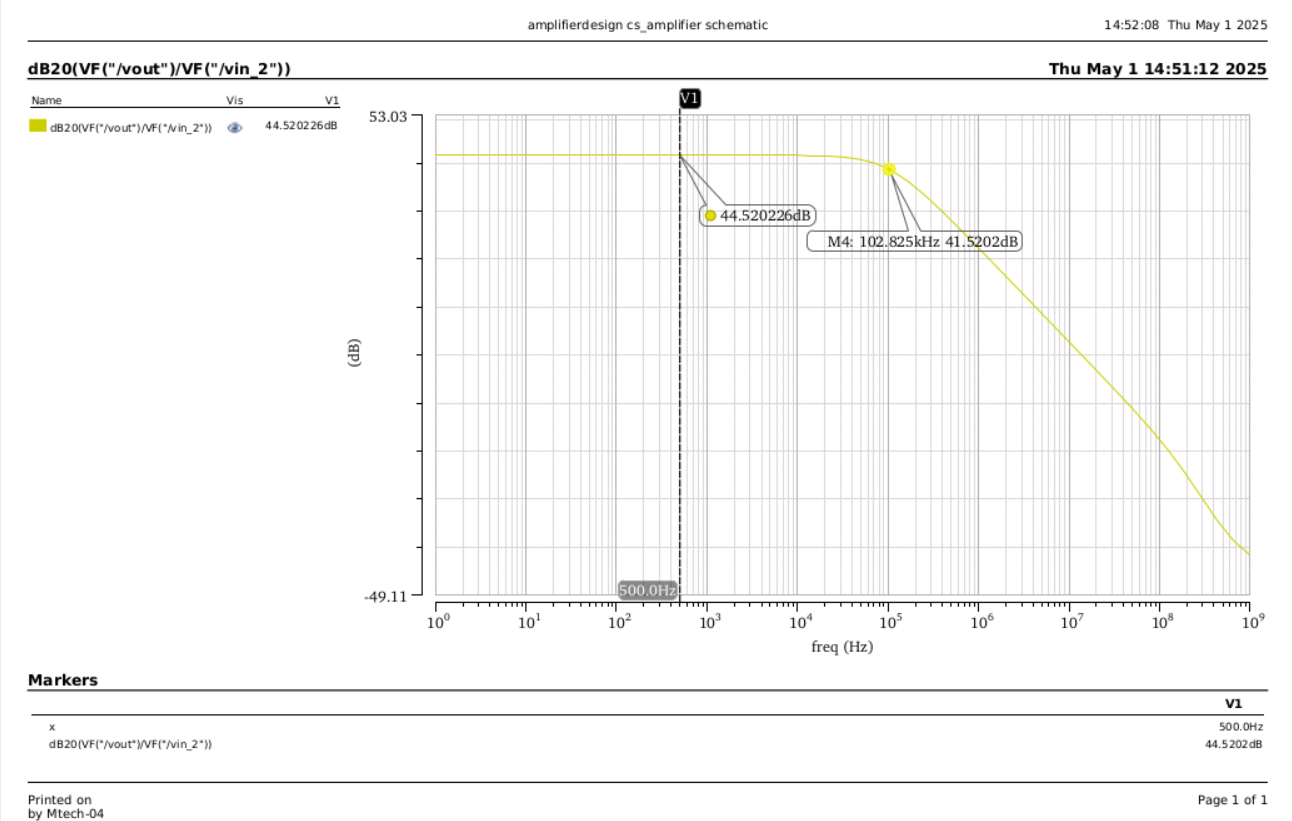 amplifierdesign cs_amplifier schematic 14:52:08 Thu May 1 2025
dB20(VF("/vout")/VF("/vin_2")) Thu May 1 14:51:12 2025
Name Vis V1
dB20(VF("/vout")/VF("/vin_2")) 44.520226dB
V1
53.03
44.520226dB
M4: 102.825kHz 41.5202dB
(dB)
500.0Hz
-49.11
10⁰ 10¹ 10² 10³ 10⁴ 10⁵ 10⁶ 10⁷ 10⁸ 10⁹
freq (Hz)
Markers
V1
x 500.0Hz
dB20(VF("/vout")/VF("/vin_2")) 44.5202dB
Printed on Page 1 of 1
by Mtech-04